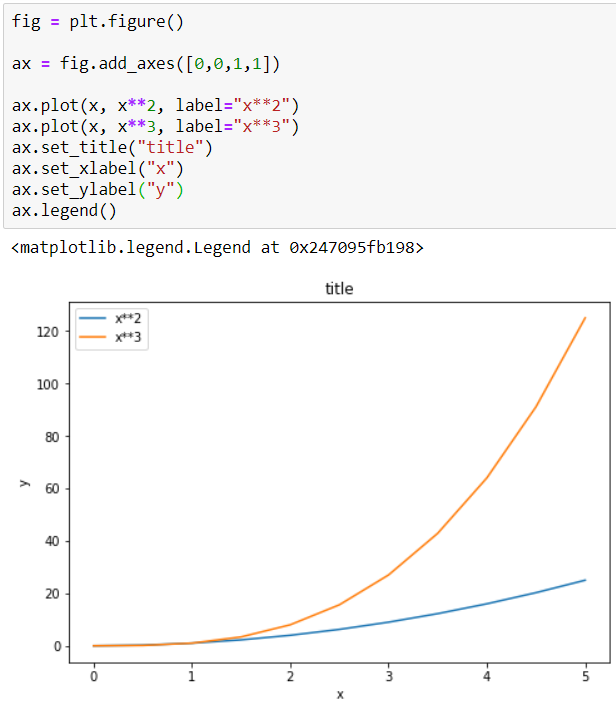 fig = plt.figure()
ax = fig.add_axes([0,0,1,1])
ax.plot(x, x**2, label="x**2")
ax.plot(x, x**3, label="x**3")
ax.set_title("title")
ax.set_xlabel("x")
ax.set_ylabel("y")
ax.legend()
<matplotlib.legend.Legend at 0x247095fb198>
title
x**2
x**3
120
100
80
60
40
20
0
y
0 1 2 3 4 5
x